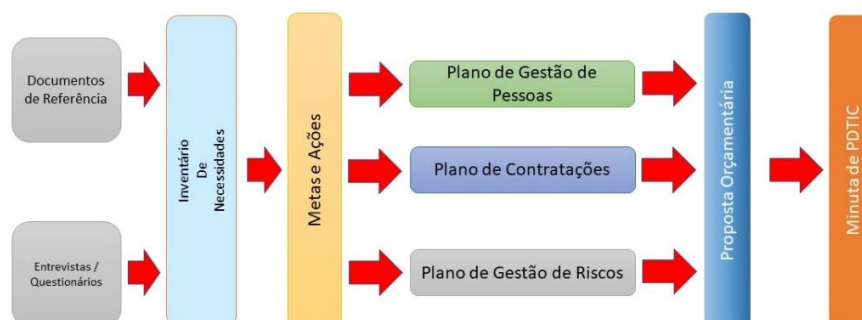 Documentos
de Referência
Entrevistas /
Questionários
Inventário
De
Necessidades
Metas e Ações
Plano de Gestão de
Pessoas
Plano de Contratações
Plano de Gestão de Riscos
Proposta Orçamentária
Minuta de PDTIC